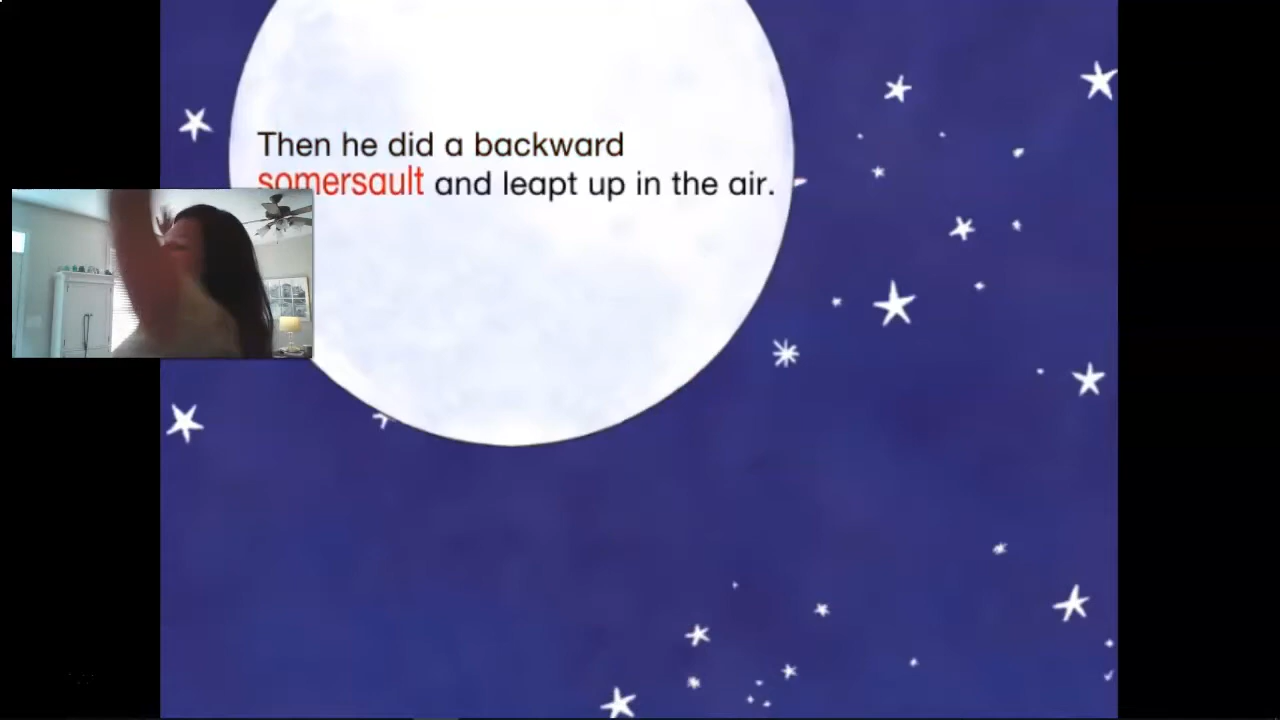 Then he did a backward
somersault and leapt up in the air.